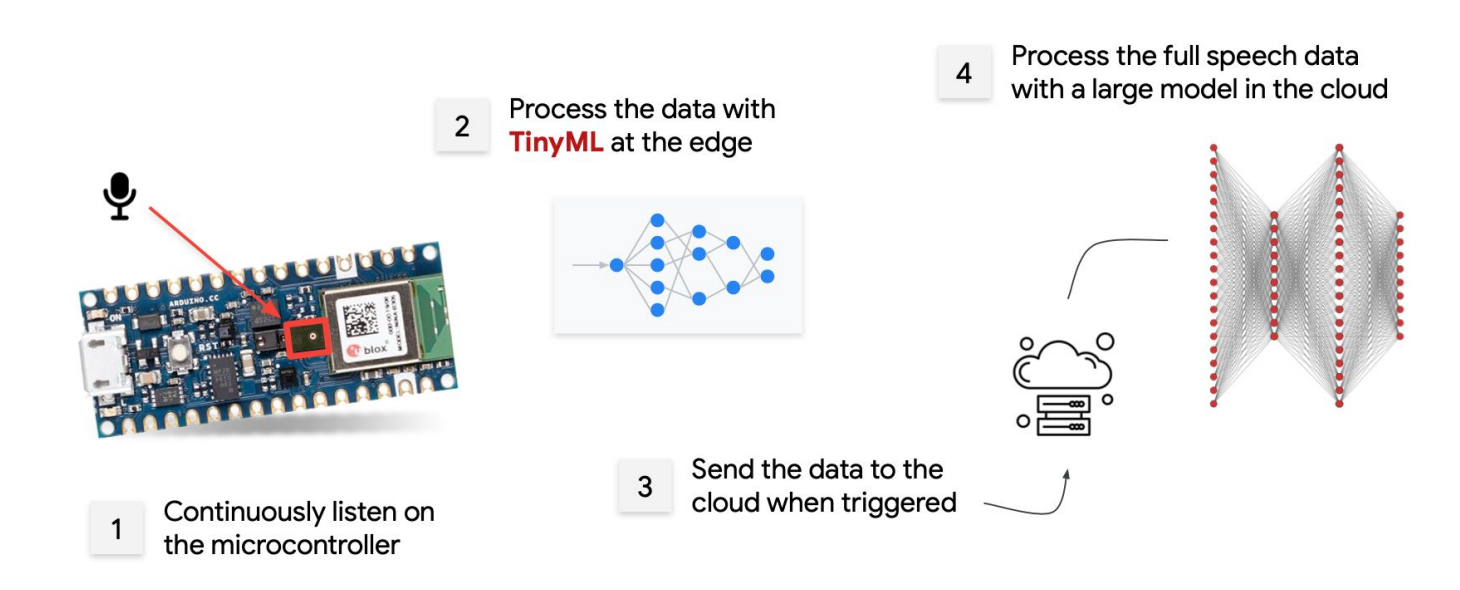 1
Continuously listen on
the microcontroller
2
Process the data with
TinyML at the edge
3
Send the data to the
cloud when triggered
4
Process the full speech data
with a large model in the cloud
ARDUINO.CC
ON
RST
blox